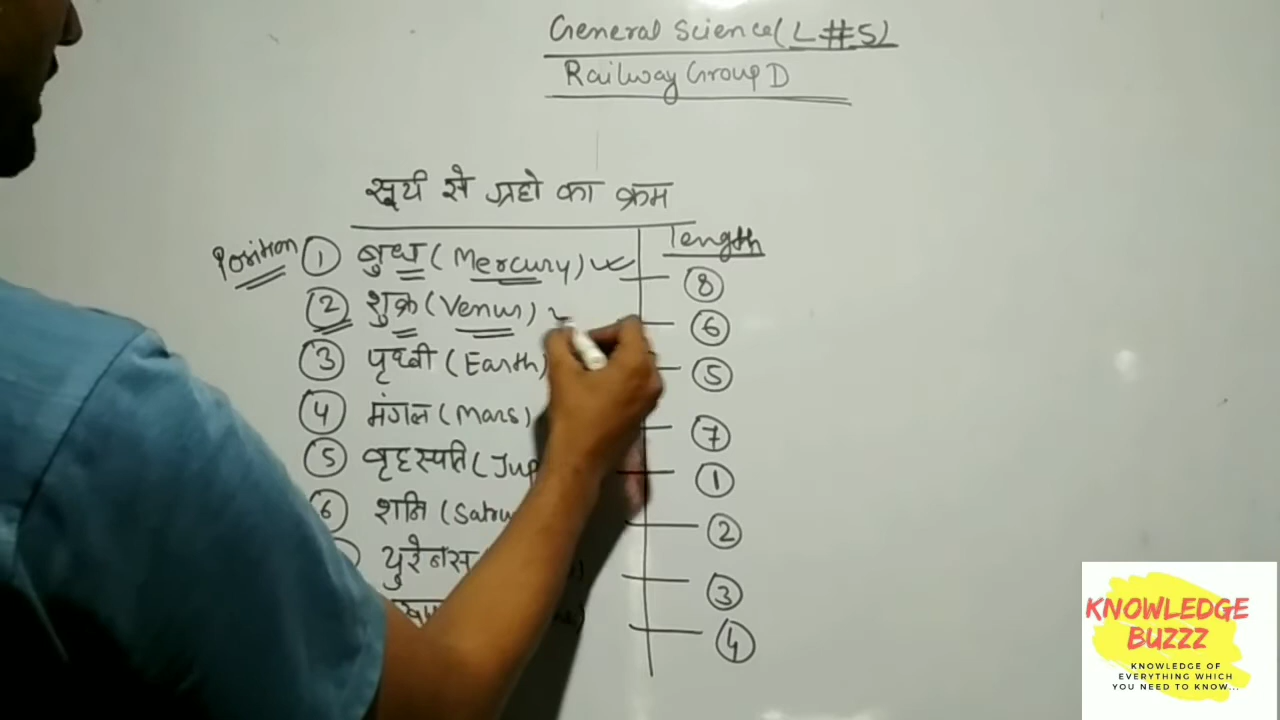 General Science (L#5)
Railway Group D
सूर्य से ग्रहो का क्रम
Position ① बुध (Mercury) length ⑧
② शुक्र (Venus) ⑥
③ पृथ्वी (Earth) ⑤
④ मंगल (Mars) ⑦
⑤ वृहस्पति (Jup ①
⑥ शनि (Satu ②
युरेनस ( ③
④
KNOWLEDGE
BUZZZ
KNOWLEDGE OF
EVERYTHING WHICH
YOU NEED TO KNOW...